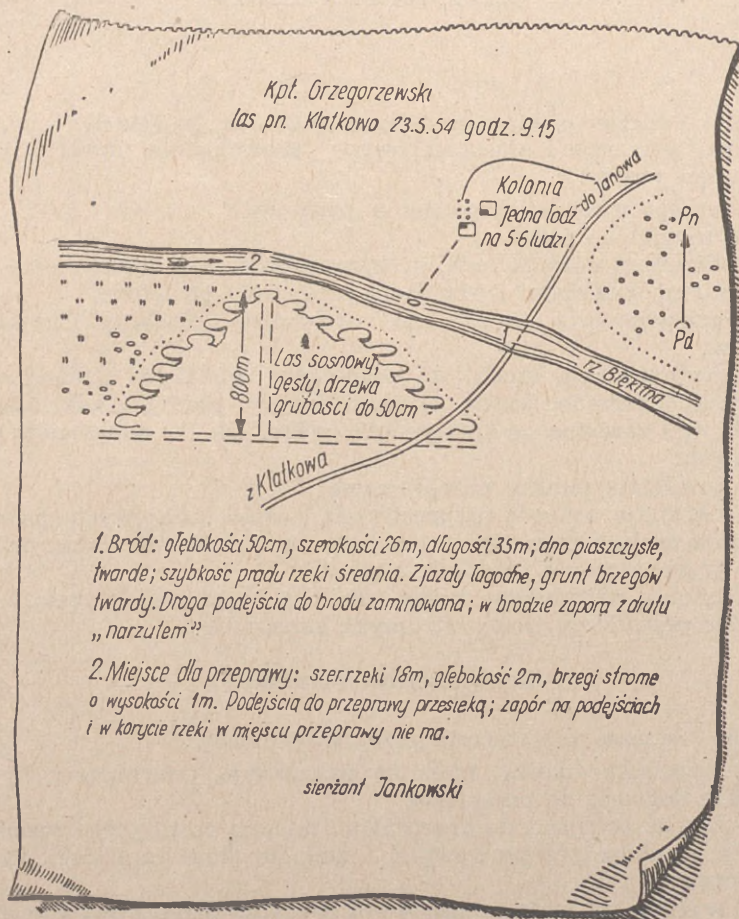 Kpt. Grzegorzewski
las pn. Klatkowo 23.5.54 godz. 9.15
Kolonia
Jedna łódź
na 5-6 ludzi
do Janowa
Pn
Pd
2
800m
Las sosnowy,
gęsty, drzewa
grubości do 50cm
1
rz. Błękitna
z Klatkowa
1. Bród: głębokości 50cm, szerokości 26m, długości 35m; dno piaszczyste,
twarde; szybkość prądu rzeki średnia. Zjazdy łagodne, grunt brzegów
twardy. Droga podejścia do brodu zaminowana; w brodzie zapora z drutu
„narzutem”
2. Miejsce dla przeprawy: szer. rzeki 18m, głębokość 2m, brzegi strome
o wysokości 1m. Podejścia do przeprawy przesieką; zapór na podejściach
i w korycie rzeki w miejscu przeprawy nie ma.
sierżant Jankowski